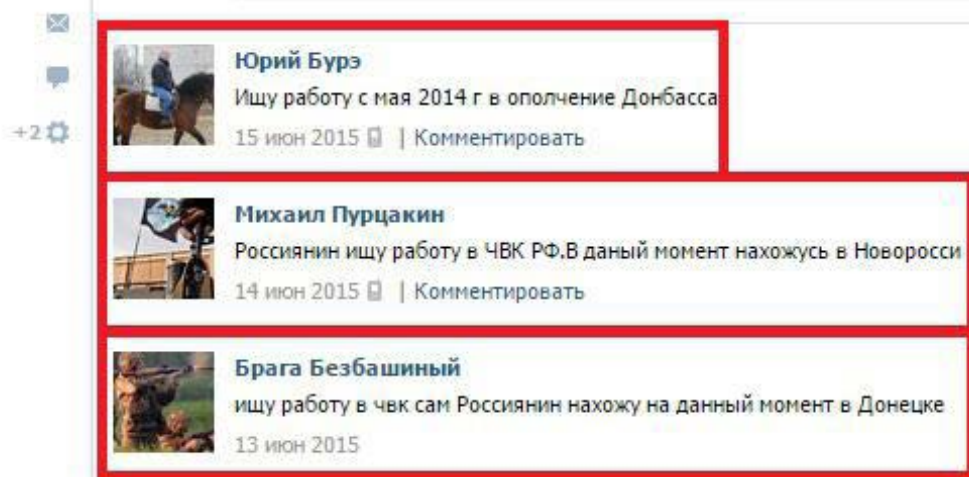 Юрий Бурэ
Ищу работу с мая 2014 г в ополчение Донбасса
15 июн 2015 | Комментировать
+2
Михаил Пурцакин
Россиянин ищу работу в ЧВК РФ.В даный момент нахожусь в Новоросси
14 июн 2015 | Комментировать
Брага Безбашиный
ищу работу в чвк сам Россиянин нахожу на данный момент в Донецке
13 июн 2015